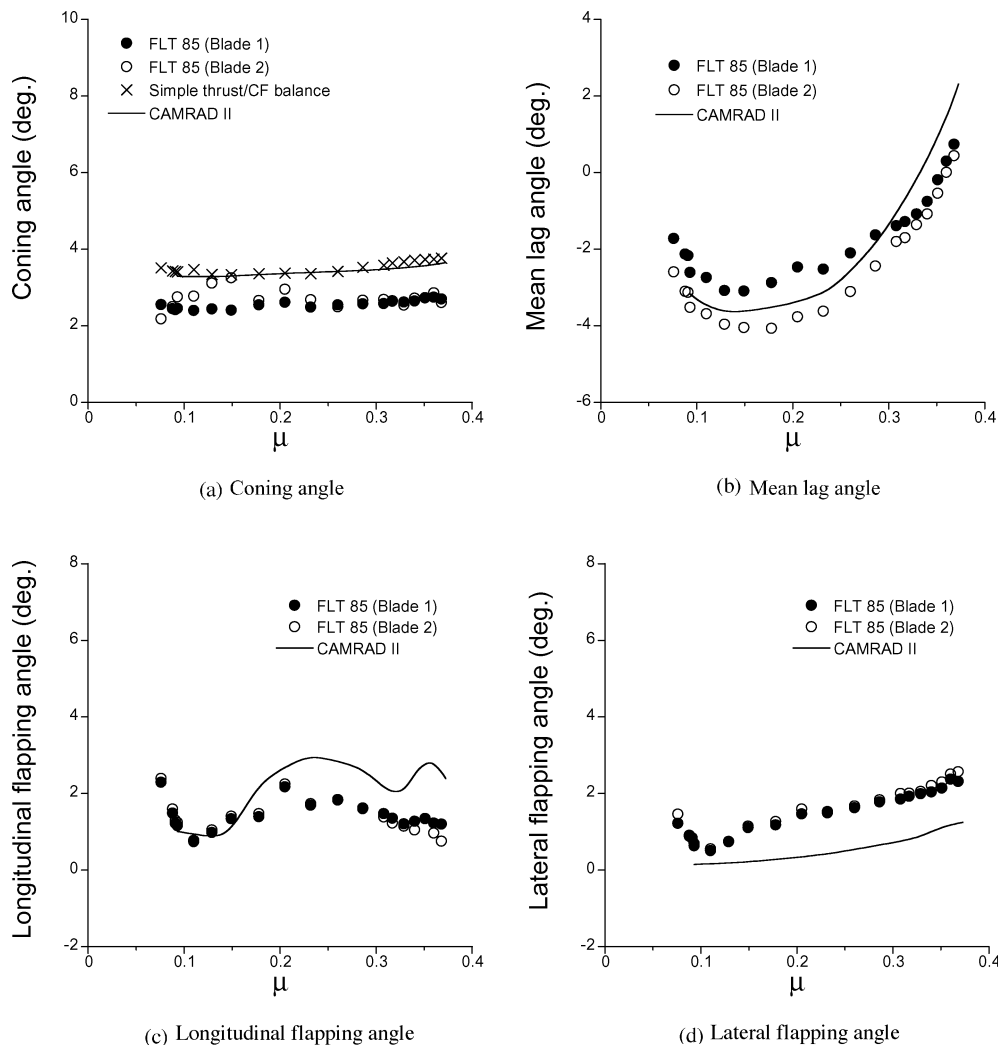 10
8
6
4
2
0
Coning angle (deg.)
FLT 85 (Blade 1)
FLT 85 (Blade 2)
Simple thrust/CF balance
CAMRAD II
0
0.1
0.2
0.3
0.4
μ
(a) Coning angle
4
2
0
-2
-4
-6
Mean lag angle (deg.)
FLT 85 (Blade 1)
FLT 85 (Blade 2)
CAMRAD II
0
0.1
0.2
0.3
0.4
μ
(b) Mean lag angle
8
6
4
2
0
-2
Longitudinal flapping angle (deg.)
FLT 85 (Blade 1)
FLT 85 (Blade 2)
CAMRAD II
0
0.1
0.2
0.3
0.4
μ
(c) Longitudinal flapping angle
8
6
4
2
0
-2
Lateral flapping angle (deg.)
FLT 85 (Blade 1)
FLT 85 (Blade 2)
CAMRAD II
0
0.1
0.2
0.3
0.4
μ
(d) Lateral flapping angle